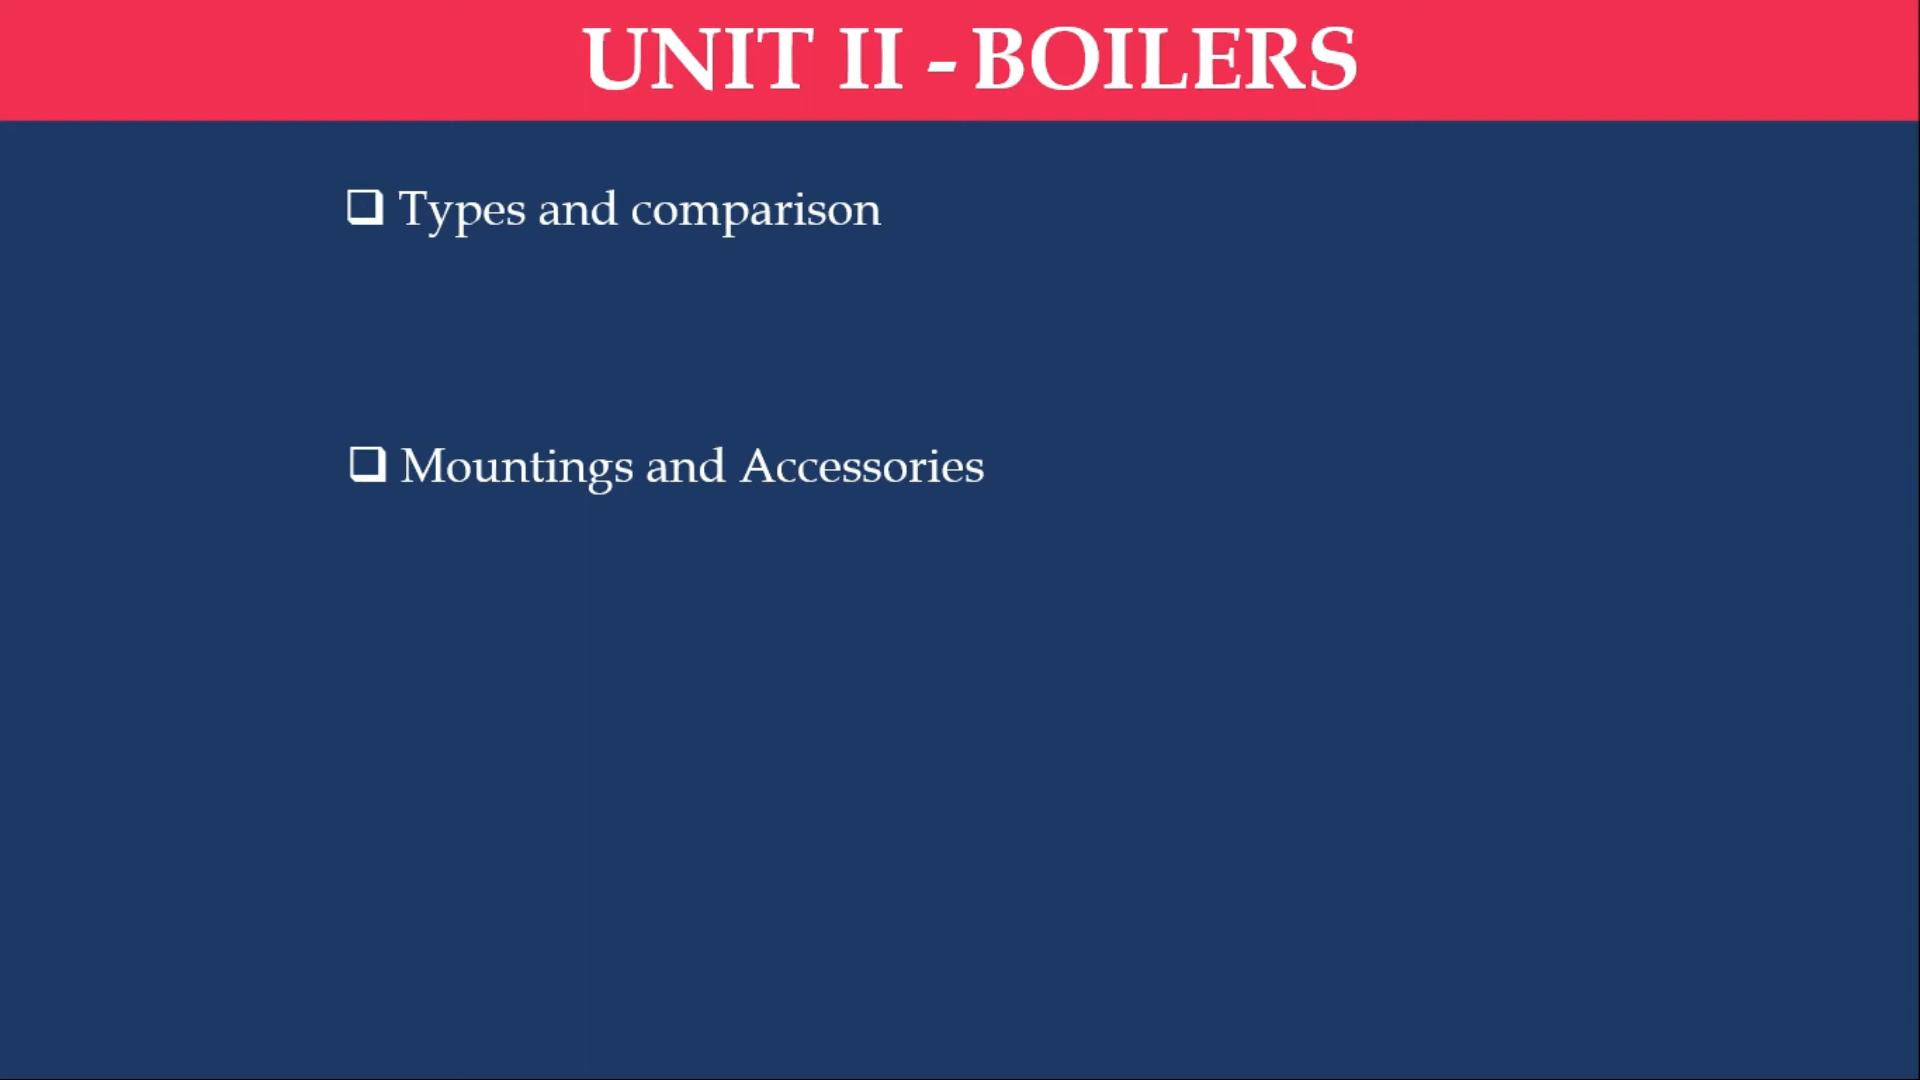 UNIT II - BOILERS
❑ Types and comparison
❑ Mountings and Accessories